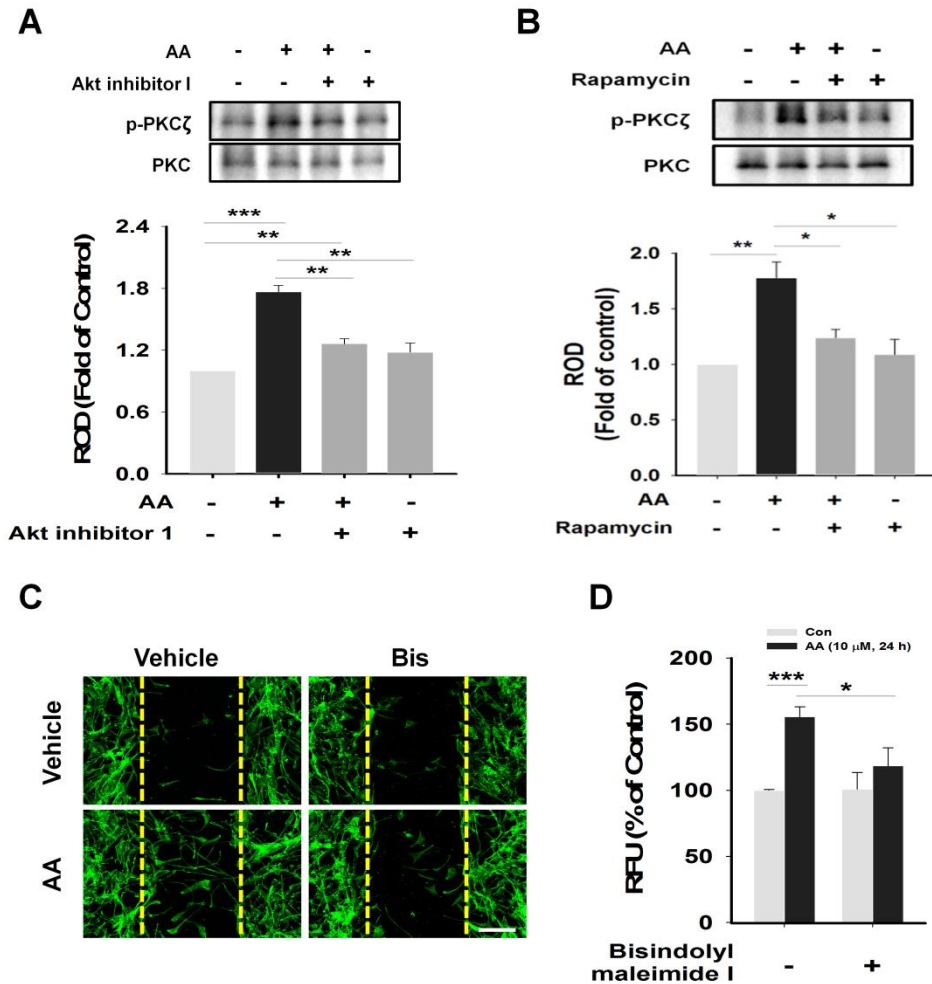 A
AA - + + -
Akt inhibitor I - - + +
p-PKCζ
PKC
ROD (Fold of Control)
2.4
1.8
1.2
0.6
0.0
***
**
**
**
AA - + + -
Akt inhibitor 1 - - + +
B
AA - + + -
Rapamycin - - + +
p-PKCζ
PKC
ROD
(Fold of control)
2.0
1.5
1.0
0.5
0.0
*
**
*
AA - + + -
Rapamycin - - + +
C
Vehicle Bis
Vehicle
AA
D
Con
AA (10 μM, 24 h)
RFU (% of Control)
200
150
100
50
0
***
*
Bisindolyl
maleimide I - +